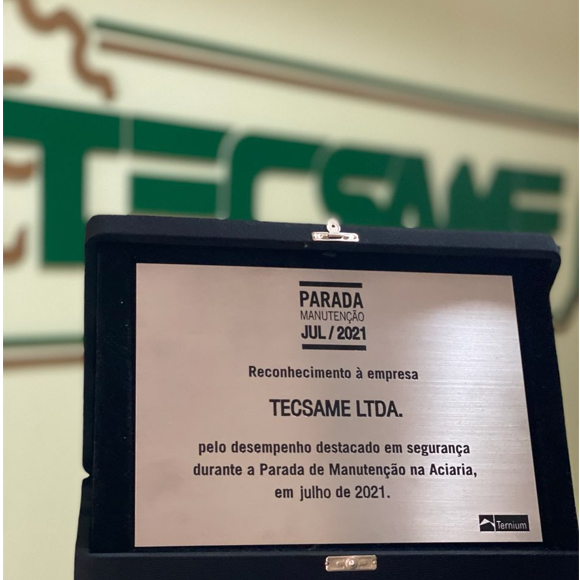 TECSAME
PARADA
MANUTENÇÃO
JUL / 2021
Reconhecimento à empresa
TECSAME LTDA.
pelo desempenho destacado em segurança
durante a Parada de Manutenção na Aciaria,
em julho de 2021.
Ternium